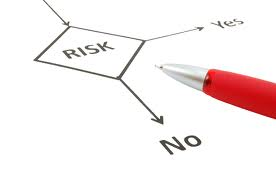 Yes
RISK
No